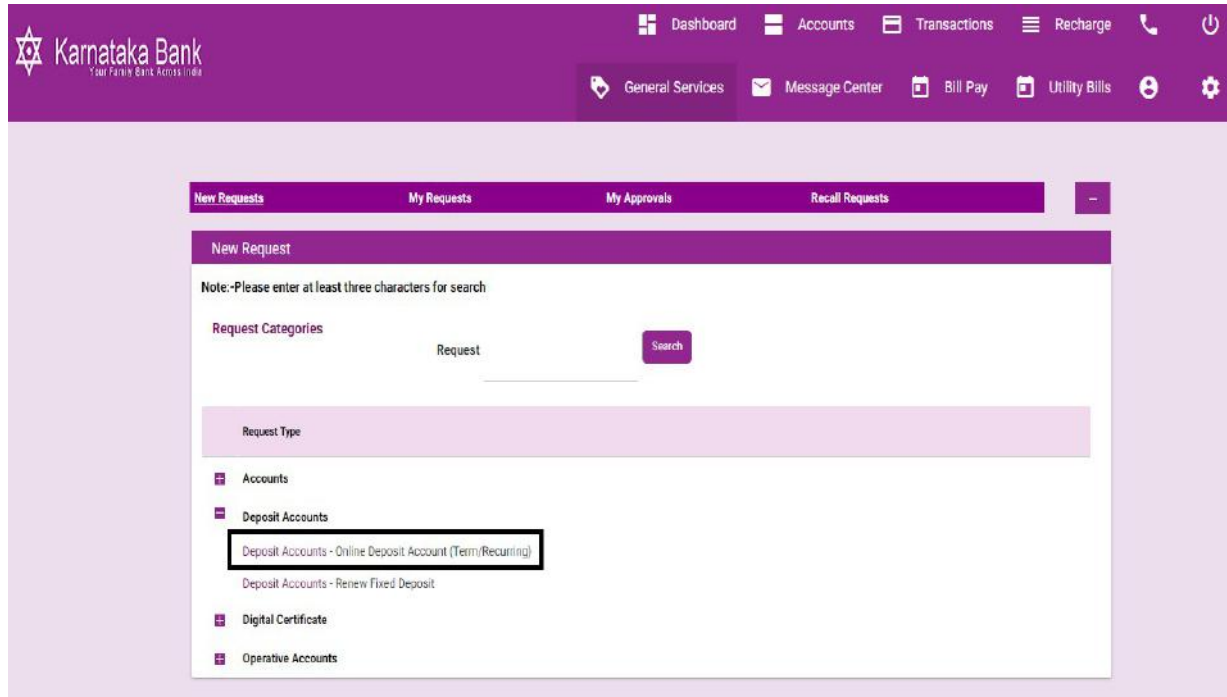 Karnataka Bank
Your Family Bank Across India
Dashboard Accounts Transactions Recharge
General Services Message Center Bill Pay Utility Bills
New Requests My Requests My Approvals Recall Requests
New Request
Note:-Please enter at least three characters for search
Request Categories
Request Search
Request Type
Accounts
Deposit Accounts
Deposit Accounts - Online Deposit Account (Term/Recurring)
Deposit Accounts - Renew Fixed Deposit
Digital Certificate
Operative Accounts